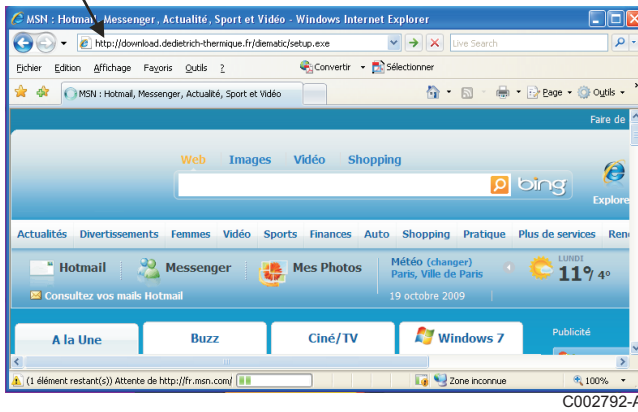 MSN : Hotmail, Messenger, Actualité, Sport et Vidéo - Windows Internet Explorer
http://download.dedietrich-thermique.fr/diematic/setup.exe
Live Search
Fichier Edition Affichage Favoris Outils ? Convertir Sélectionner
MSN : Hotmail, Messenger, Actualité, Sport et Vidéo
Page Outils
Faire de
Web Images Vidéo Shopping
bing
Explore
Actualités Divertissements Femmes Vidéo Sports Finances Auto Shopping Pratique Plus de services
Hotmail Messenger Mes Photos
Météo (changer)
Paris, Ville de Paris
LUNDI
11°/4°
Consultez vos mails Hotmail
19 octobre 2009
A la Une Buzz Ciné/TV Windows 7
Publicité
(1 élément restant(s)) Attente de http://fr.msn.com/
Zone inconnue
100%
C002792-A